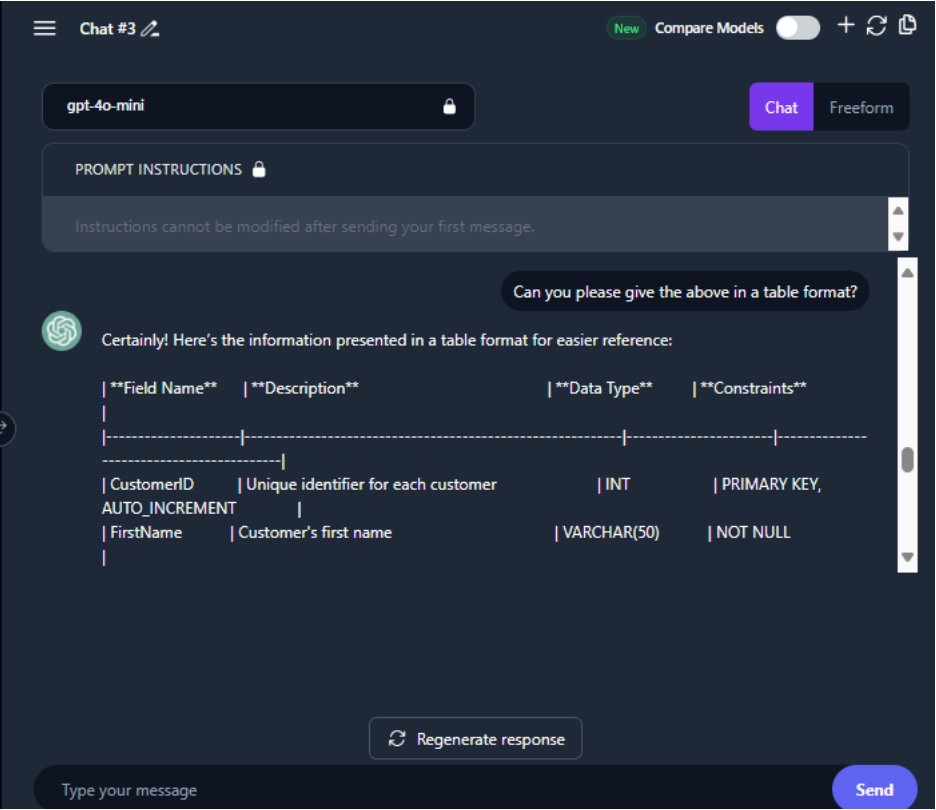 Chat #3
New Compare Models
gpt-4o-mini
Chat Freeform
PROMPT INSTRUCTIONS
Instructions cannot be modified after sending your first message.
Can you please give the above in a table format?
Certainly! Here's the information presented in a table format for easier reference:
| **Field Name** | **Description** | **Data Type** | **Constraints**
|
|---------------------|-----------------------------------------------------------|-----------------------|--------------
----------------------------|
| CustomerID | Unique identifier for each customer | INT | PRIMARY KEY,
AUTO_INCREMENT |
| FirstName | Customer's first name | VARCHAR(50) | NOT NULL
|
Regenerate response
Type your message
Send